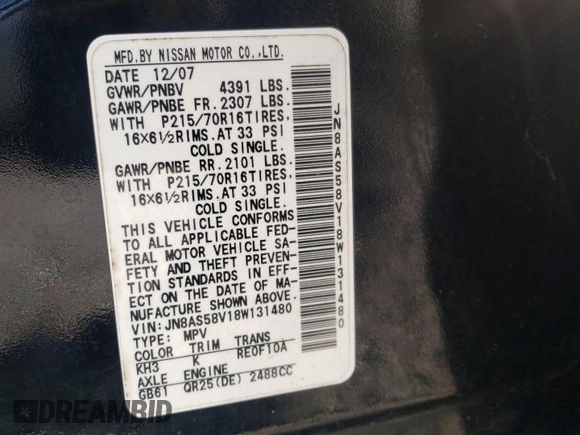 MFD.BY NISSAN MOTOR CO.,LTD.
DATE 12/07
GVWR/PNBV 4391 LBS.
GAWR/PNBE FR. 2307 LBS.
WITH P215/70R16TIRES,
16X6½RIMS.AT 33 PSI
COLD SINGLE.
GAWR/PNBE RR. 2101 LBS.
WITH P215/70R16TIRES,
16X6½RIMS.AT 33 PSI
COLD SINGLE.
THIS VEHICLE CONFORMS
TO ALL APPLICABLE FED-
ERAL MOTOR VEHICLE SA-
FETY AND THEFT PREVEN-
TION STANDARDS IN EFF-
ECT ON THE DATE OF MA-
NUFACTURE SHOWN ABOVE.
VIN:JN8AS58V18W131480
TYPE: MPV
COLOR TRIM TRANS
KH3 K RE0F10A
AXLE ENGINE
GB61 QR25(DE) 2488CC
JN8AS58V18W131480
DREAMBID